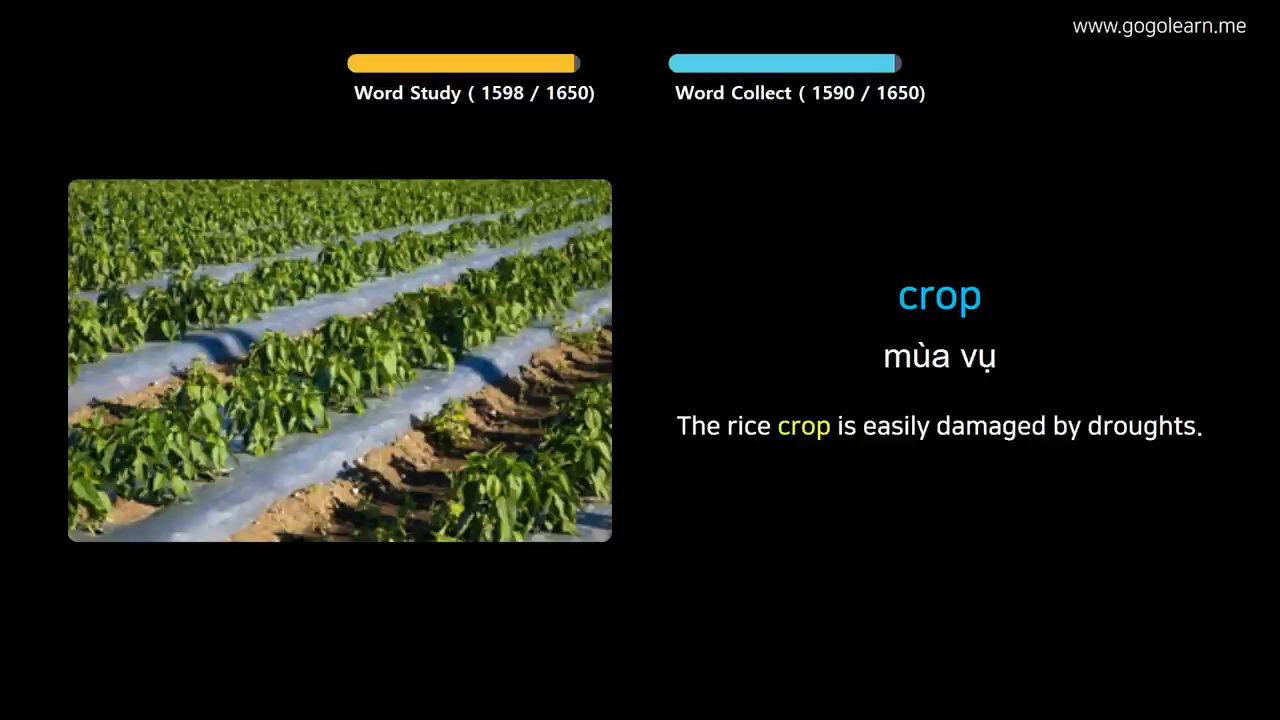 www.gogolearn.me
Word Study ( 1598 / 1650)
Word Collect ( 1590 / 1650)
crop
mùa vụ
The rice crop is easily damaged by droughts.